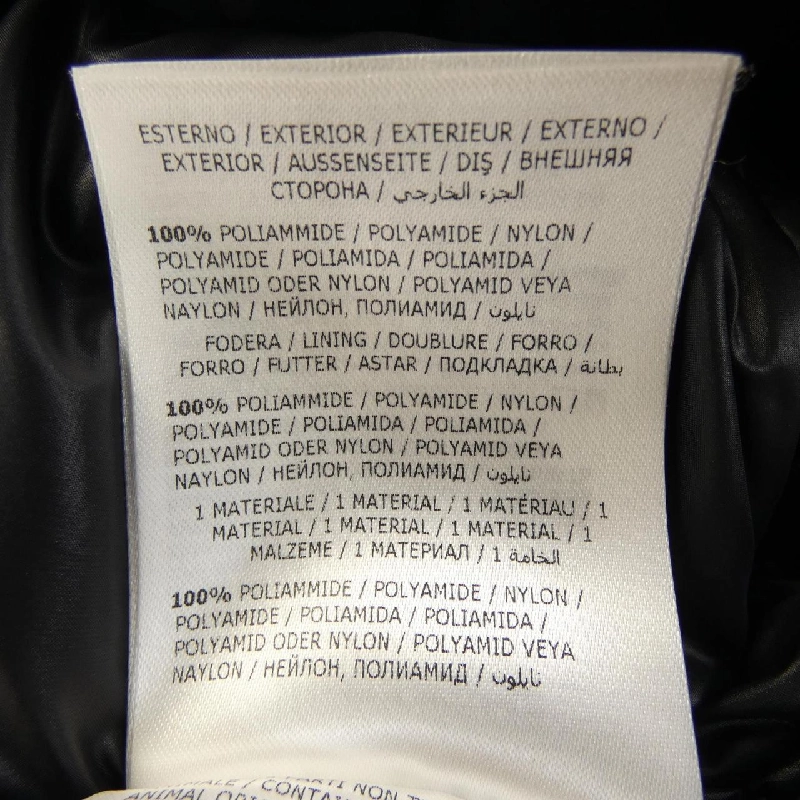 ESTERNO / EXTERIOR / EXTERIEUR / EXTERNO /
EXTERIOR / AUSSENSEITE / DIŞ / ВНЕШНЯЯ
СТОРОНА / الجزء الخارجي
100% POLIAMMIDE / POLYAMIDE / NYLON /
POLYAMIDE / POLIAMIDA / POLIAMIDA /
POLYAMID ODER NYLON / POLYAMID VEYA
NAYLON / НЕЙЛОН, ПОЛИАМИД / نايلون
FODERA / LINING / DOUBLURE / FORRO /
FORRO / FUTTER / ASTAR / ПОДКЛАДКА / بطانة
100% POLIAMMIDE / POLYAMIDE / NYLON /
POLYAMIDE / POLIAMIDA / POLIAMIDA /
POLYAMID ODER NYLON / POLYAMID VEYA
NAYLON / НЕЙЛОН, ПОЛИАМИД / نايلون
1 MATERIALE / 1 MATERIAL / 1 MATÉRIAU / 1
MATERIAL / 1 MATERIAL / 1 MATERIAL / 1
MALZEME / 1 МАТЕРИАЛ / 1 الخامة
100% POLIAMMIDE / POLYAMIDE / NYLON /
POLYAMIDE / POLIAMIDA / POLIAMIDA /
POLYAMID ODER NYLON / POLYAMID VEYA
NAYLON / НЕЙЛОН, ПОЛИАМИД / نايلون
PARTI NON
ANIMAL